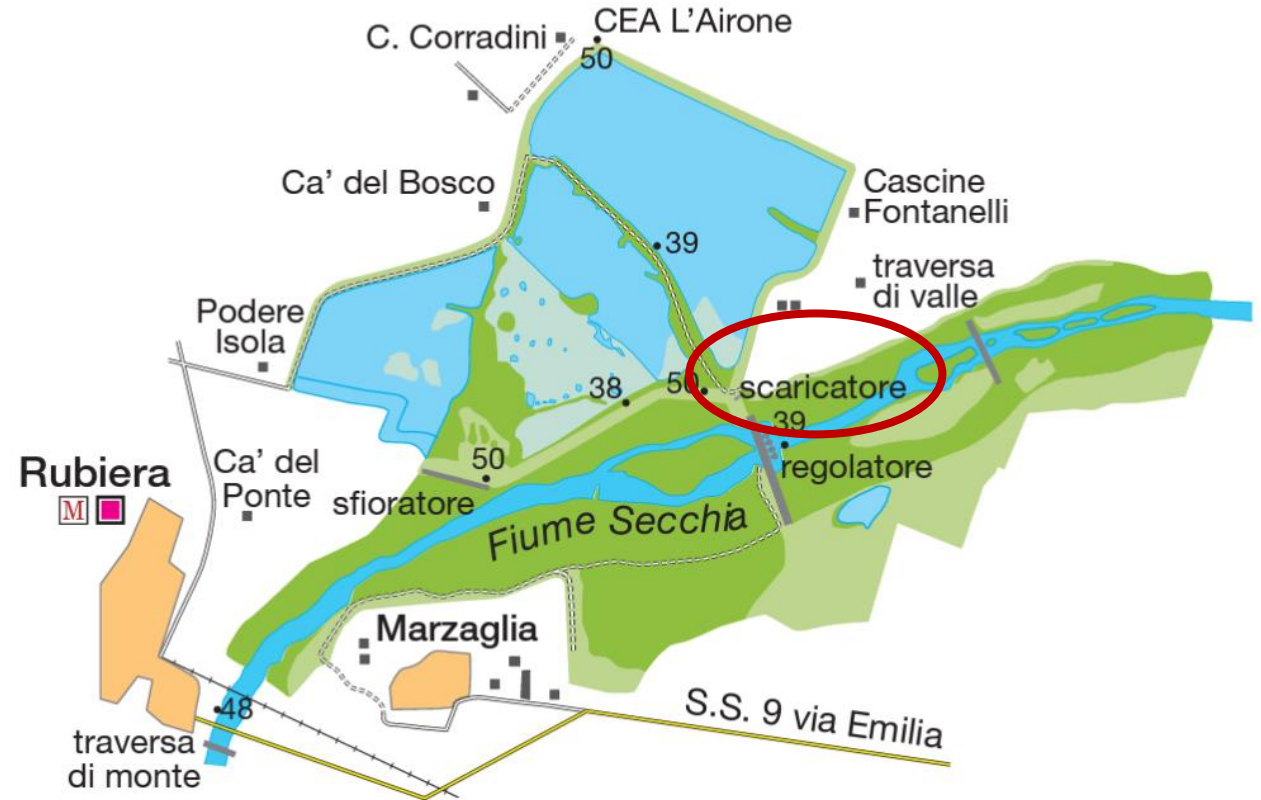 CEA L'Airone
C. Corradini
50
Ca' del Bosco
Cascine
Fontanelli
39
traversa
di valle
Podere
Isola
38
50
scaricatore
39
regolatore
50
sfioratore
Rubiera
M
Ca' del
Ponte
Fiume Secchia
Marzaglia
48
traversa
di monte
S.S. 9 via Emilia